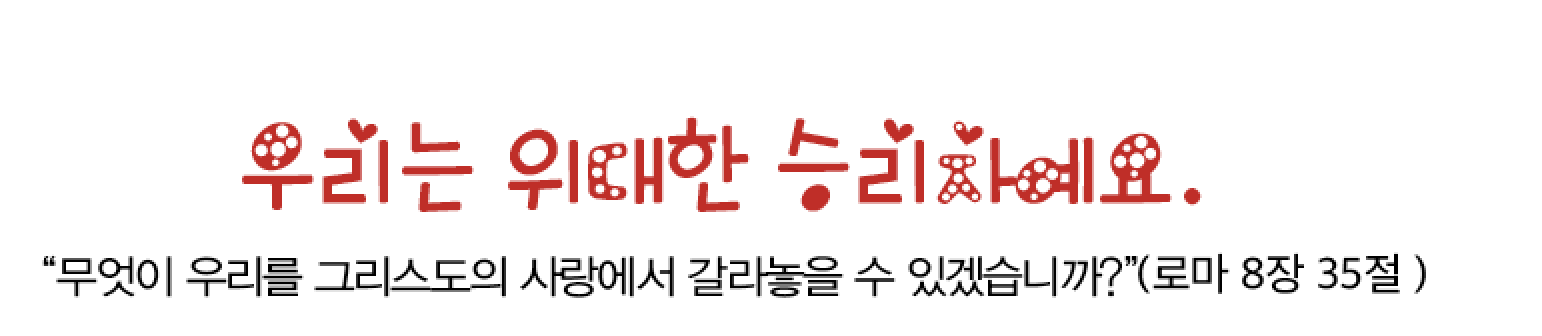 우리는 위대한 승리자예요.
“무엇이 우리를 그리스도의 사랑에서 갈라놓을 수 있겠습니까?”(로마 8장 35절 )